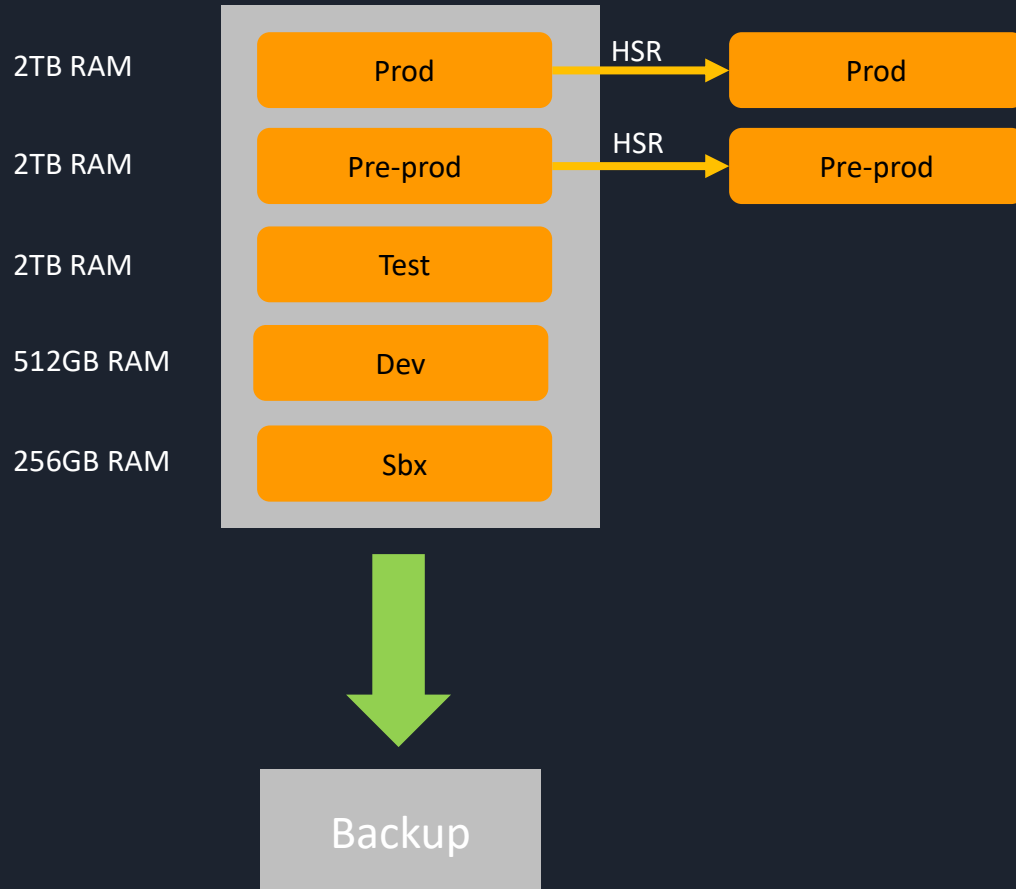 2TB RAM
Prod
HSR
Prod
2TB RAM
Pre-prod
HSR
Pre-prod
2TB RAM
Test
512GB RAM
Dev
256GB RAM
Sbx
Backup